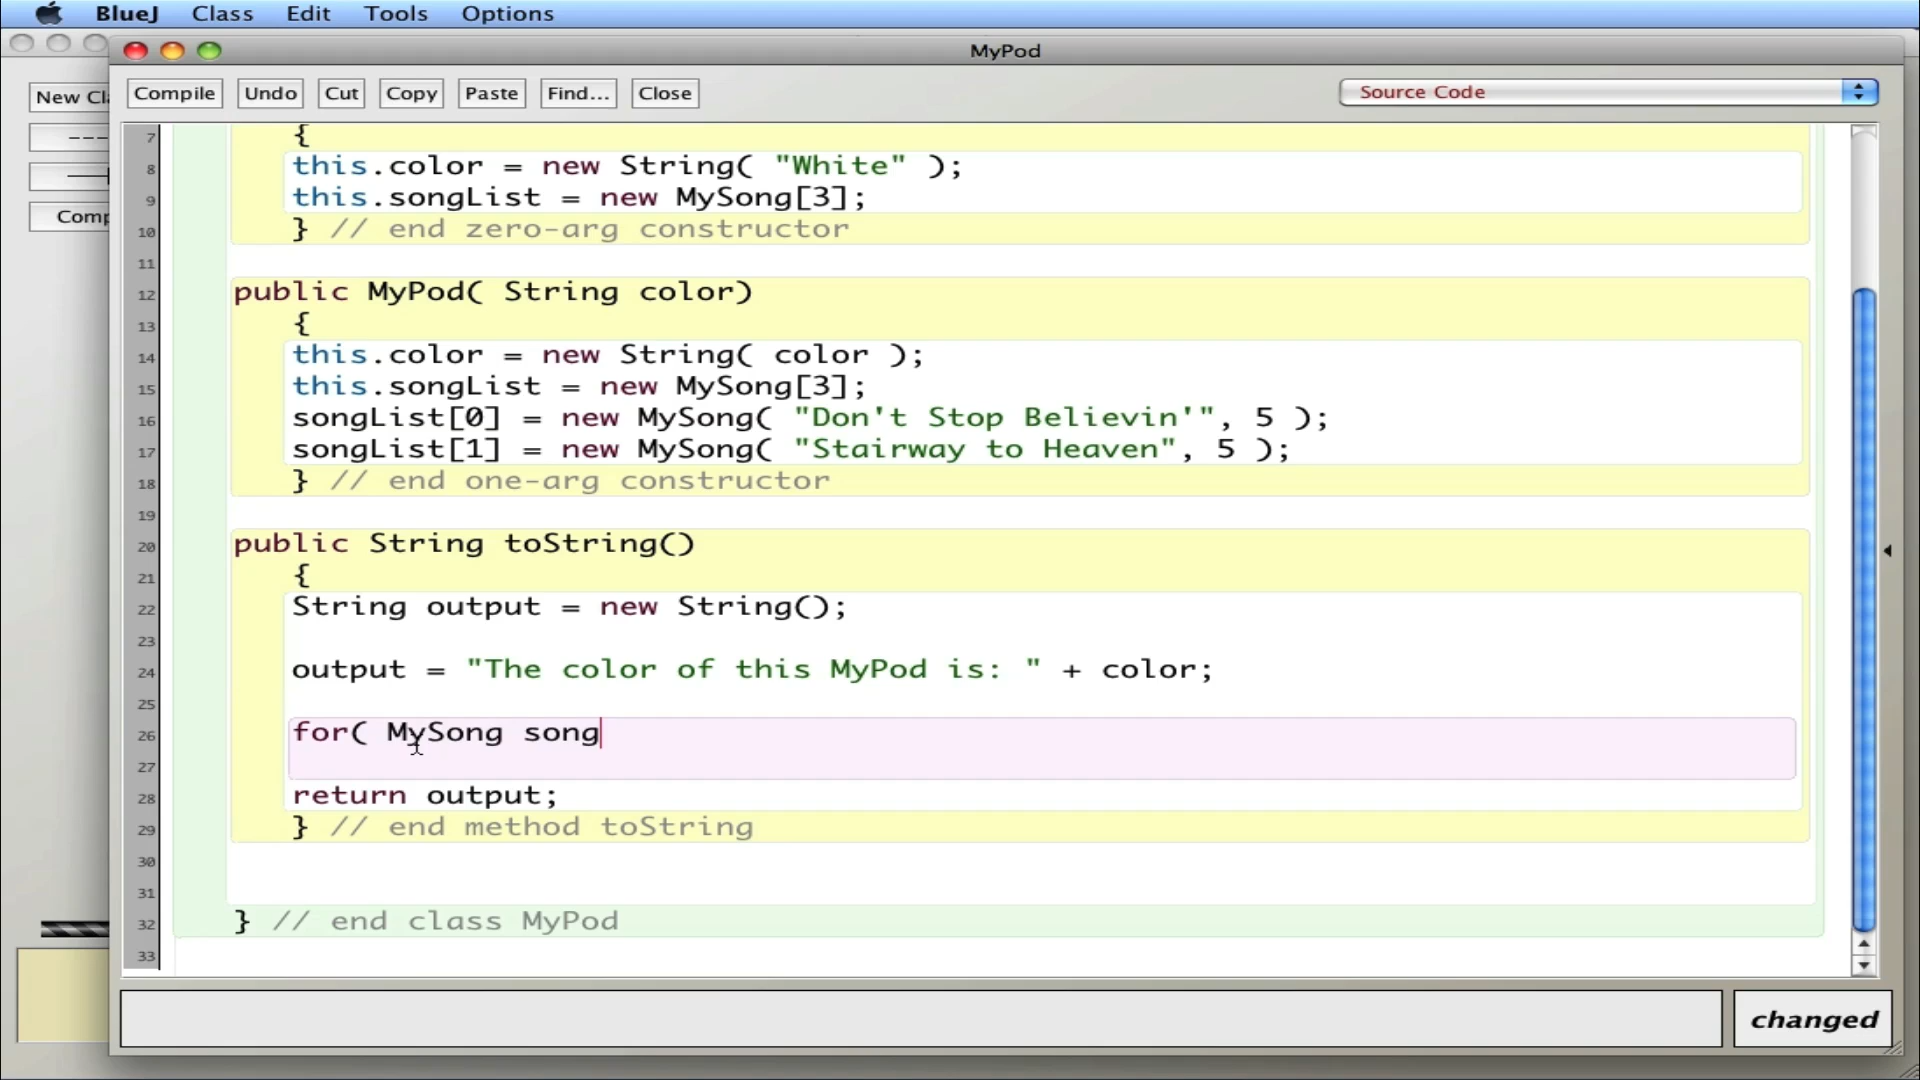 BlueJ Class Edit Tools Options
MyPod
New Cla
Compile Undo Cut Copy Paste Find... Close Source Code
Comp
7 {
8 this.color = new String( "White" );
9 this.songList = new MySong[3];
10 } // end zero-arg constructor
11
12 public MyPod( String color)
13 {
14 this.color = new String( color );
15 this.songList = new MySong[3];
16 songList[0] = new MySong( "Don't Stop Believin'", 5 );
17 songList[1] = new MySong( "Stairway to Heaven", 5 );
18 } // end one-arg constructor
19
20 public String toString()
21 {
22 String output = new String();
23
24 output = "The color of this MyPod is: " + color;
25
26 for( MySong song
27
28 return output;
29 } // end method toString
30
31
32 } // end class MyPod
33
changed